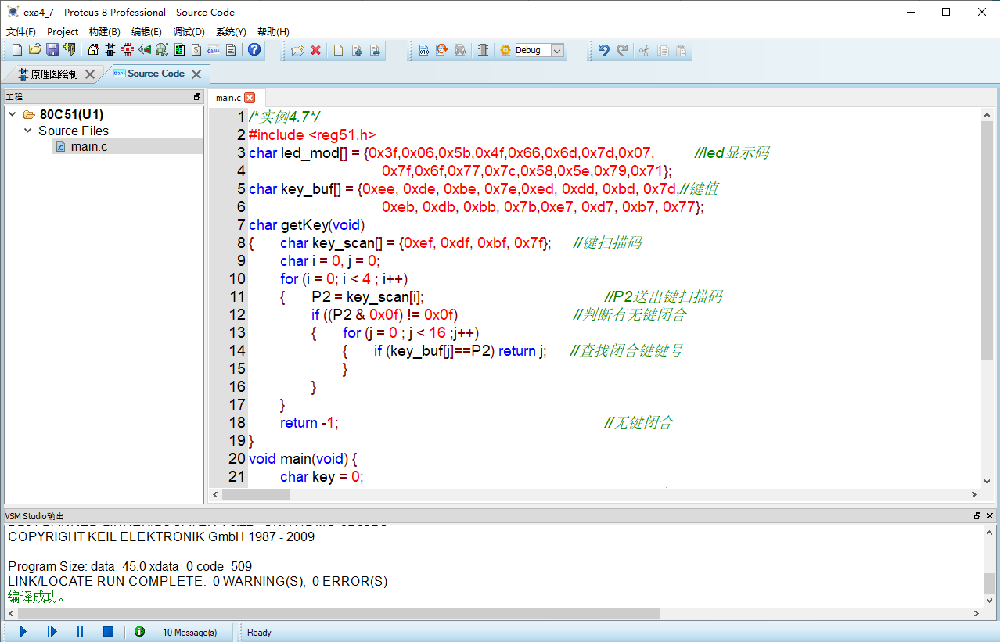 exa4_7 - Proteus 8 Professional - Source Code
文件(F) Project 构建(B) 编辑(E) 调试(D) 系统(Y) 帮助(H)
Debug
原理图绘制 Source Code
工程
80C51(U1)
Source Files
main.c
main.c
1 /*实例4.7*/
2 #include <reg51.h>
3 char led_mod[] = {0x3f,0x06,0x5b,0x4f,0x66,0x6d,0x7d,0x07, //led显示码
4 0x7f,0x6f,0x77,0x7c,0x58,0x5e,0x79,0x71};
5 char key_buf[] = {0xee, 0xde, 0xbe, 0x7e,0xed, 0xdd, 0xbd, 0x7d,//键值
6 0xeb, 0xdb, 0xbb, 0x7b,0xe7, 0xd7, 0xb7, 0x77};
7 char getKey(void)
8 { char key_scan[] = {0xef, 0xdf, 0xbf, 0x7f}; //键扫描码
9 char i = 0, j = 0;
10 for (i = 0; i < 4 ; i++)
11 { P2 = key_scan[i]; //P2送出键扫描码
12 if ((P2 & 0x0f) != 0x0f) //判断有无键闭合
13 { for (j = 0 ; j < 16 ;j++)
14 { if (key_buf[j]==P2) return j; //查找闭合键键号
15 }
16 }
17 }
18 return -1; //无键闭合
19 }
20 void main(void) {
21 char key = 0;
VSM Studio输出
COPYRIGHT KEIL ELEKTRONIK GmbH 1987 - 2009
Program Size: data=45.0 xdata=0 code=509
LINK/LOCATE RUN COMPLETE. 0 WARNING(S), 0 ERROR(S)
编译成功。
10 Message(s) Ready